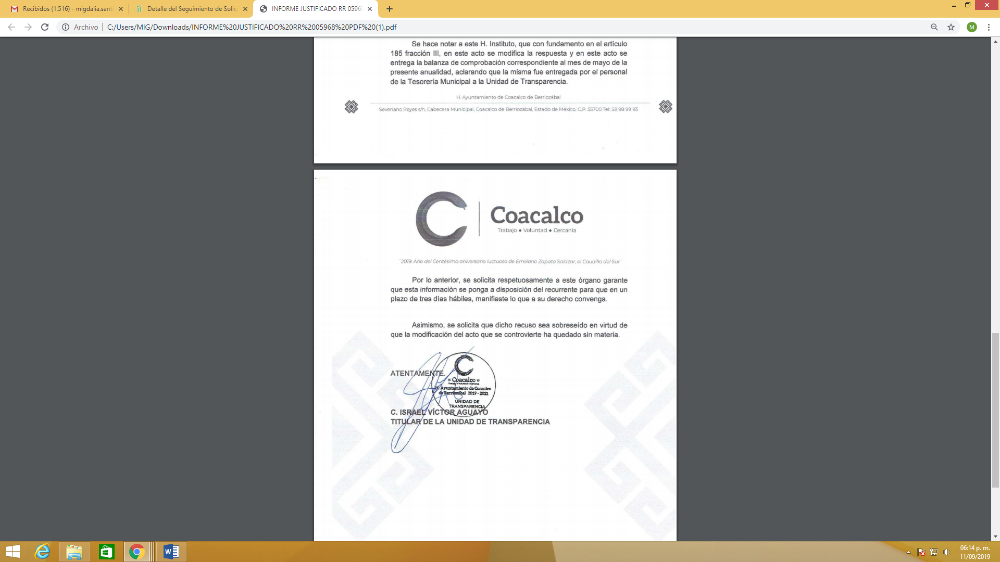 Recibidos (1.516) - migdalia.sant
Detalle del Seguimiento de Solici
INFORME JUSTIFICADO RR 0596
Archivo
C:/Users/MIG/Downloads/INFORME%20JUSTIFICADO%20RR%2005968%20PDF%20(1).pdf
M
Se hace notar a este H. Instituto, que con fundamento en el artículo
185 fracción III, en este acto se modifica la respuesta y en este acto se
entrega la balanza de comprobación correspondiente al mes de mayo de la
presente anualidad, aclarando que la misma fue entregada por el personal
de la Tesorería Municipal a la Unidad de Transparencia.
H. Ayuntamiento de Coacalco de Berriozábal
Severiano Reyes s/n, Cabecera Municipal, Coacalco de Berriozábal, Estado de México, C.P. 55700 Tel: 58 98 99 93
Coacalco
Trabajo ◆ Voluntad ◆ Cercanía
¨2019. Año del Centésimo aniversario luctuoso de Emiliano Zapata Salazar, el Caudillo del Sur¨
Por lo anterior, se solicita respetuosamente a este órgano garante
que esta información se ponga a disposición del recurrente para que en un
plazo de tres días hábiles, manifieste lo que a su derecho convenga.
Asimismo, se solicita que dicho recuso sea sobreseído en virtud de
que la modificación del acto que se controvierte ha quedado sin materia.
ATENTAMENTE.
Coacalco
Trabajo ◆ Voluntad ◆ Cercanía
H. Ayuntamiento de Coacalco
de Berriozábal 2019 - 2021
UNIDAD DE
TRANSPARENCIA
C. ISRAEL VÍCTOR AGUAYO
TITULAR DE LA UNIDAD DE TRANSPARENCIA
06:14 p. m.
11/09/2019